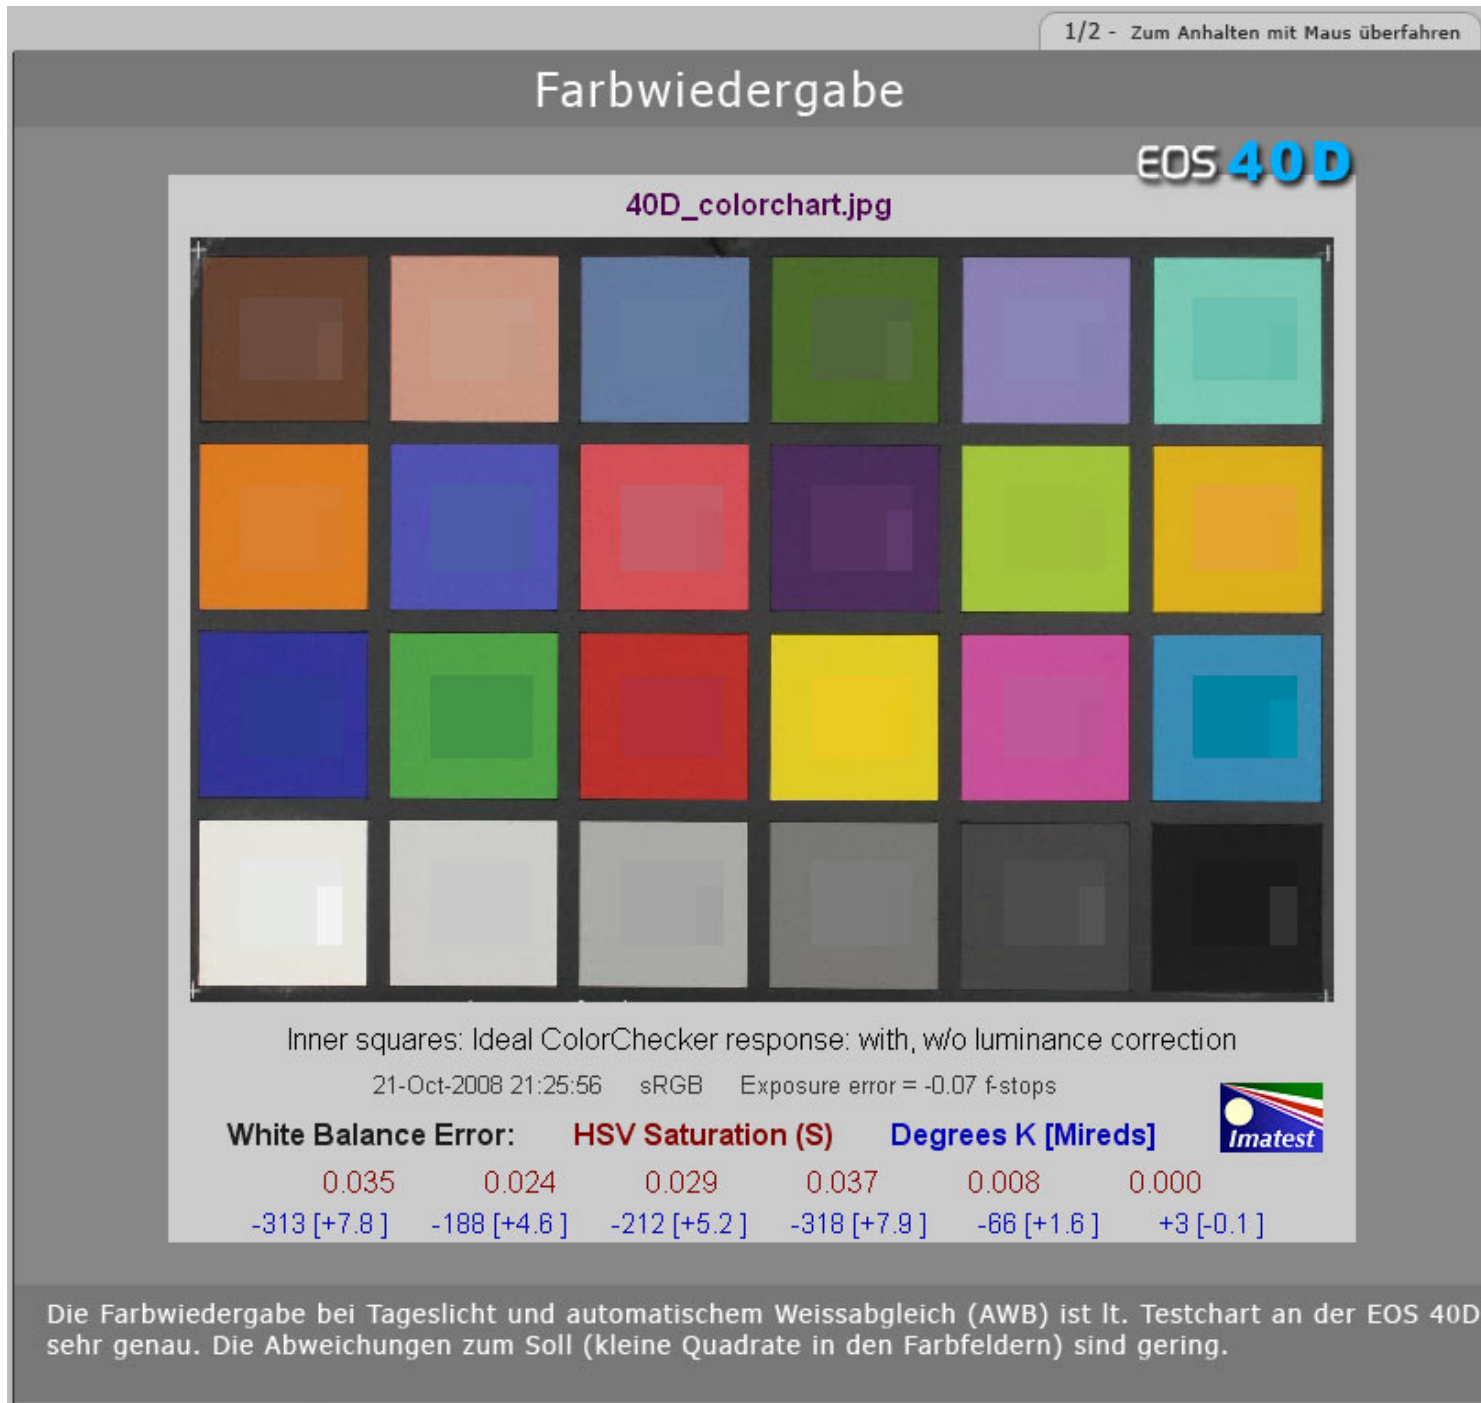 1/2 - Zum Anhalten mit Maus überfahren
Farbwiedergabe
EOS 40D
40D_colorchart.jpg
Inner squares: Ideal ColorChecker response: with, w/o luminance correction
21-Oct-2008 21:25:56 sRGB Exposure error = -0.07 f-stops
White Balance Error: HSV Saturation (S) Degrees K [Mireds]
Imatest
0.035 0.024 0.029 0.037 0.008 0.000
-313 [+7.8 ] -188 [+4.6 ] -212 [+5.2 ] -318 [+7.9 ] -66 [+1.6 ] +3 [-0.1 ]
Die Farbwiedergabe bei Tageslicht und automatischem Weissabgleich (AWB) ist lt. Testchart an der EOS 40D
sehr genau. Die Abweichungen zum Soll (kleine Quadrate in den Farbfeldern) sind gering.